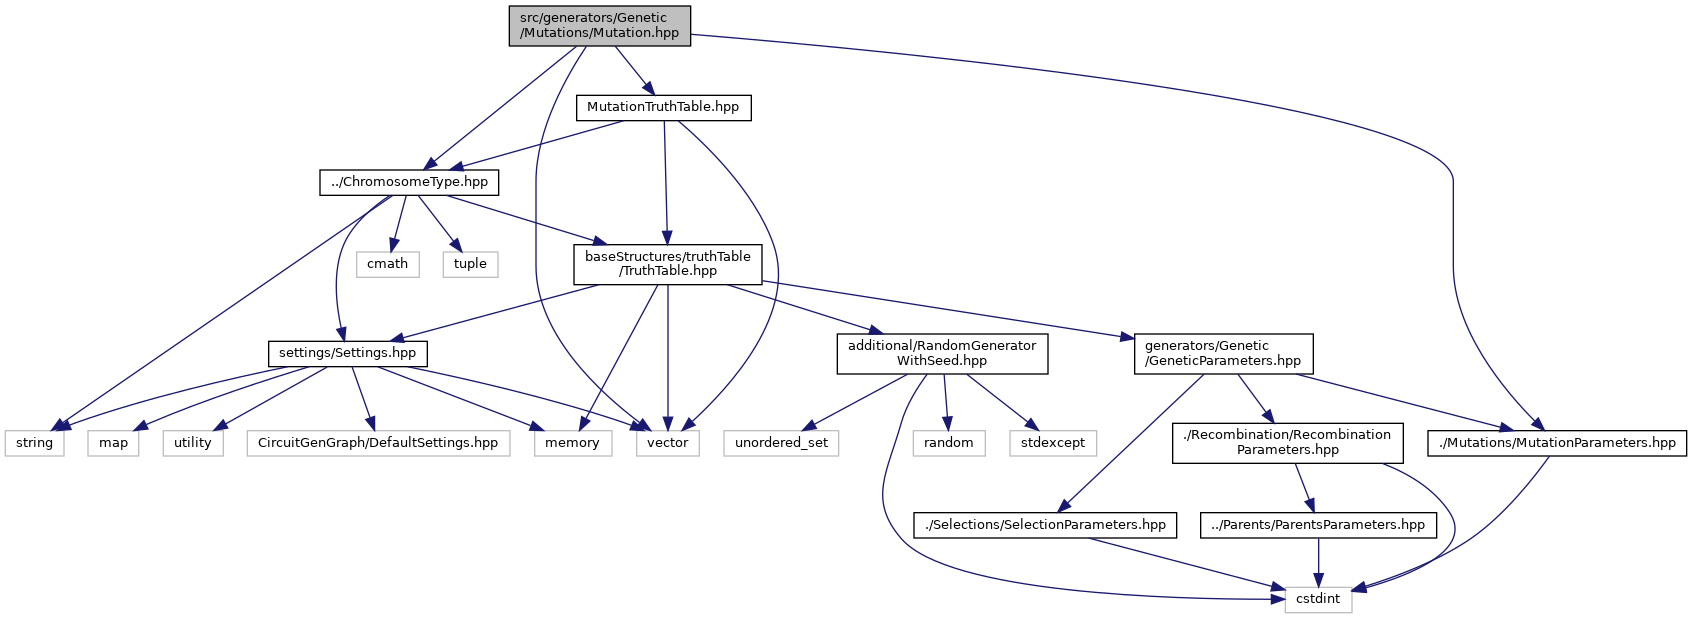 src/generators/Genetic
/Mutations/Mutation.hpp
MutationTruthTable.hpp
../ChromosomeType.hpp
cmath
tuple
baseStructures/truthTable
/TruthTable.hpp
settings/Settings.hpp
additional/RandomGenerator
WithSeed.hpp
generators/Genetic
/GeneticParameters.hpp
string
map
utility
CircuitGenGraph/DefaultSettings.hpp
memory
vector
unordered_set
random
stdexcept
./Recombination/Recombination
Parameters.hpp
./Mutations/MutationParameters.hpp
./Selections/SelectionParameters.hpp
../Parents/ParentsParameters.hpp
cstdint